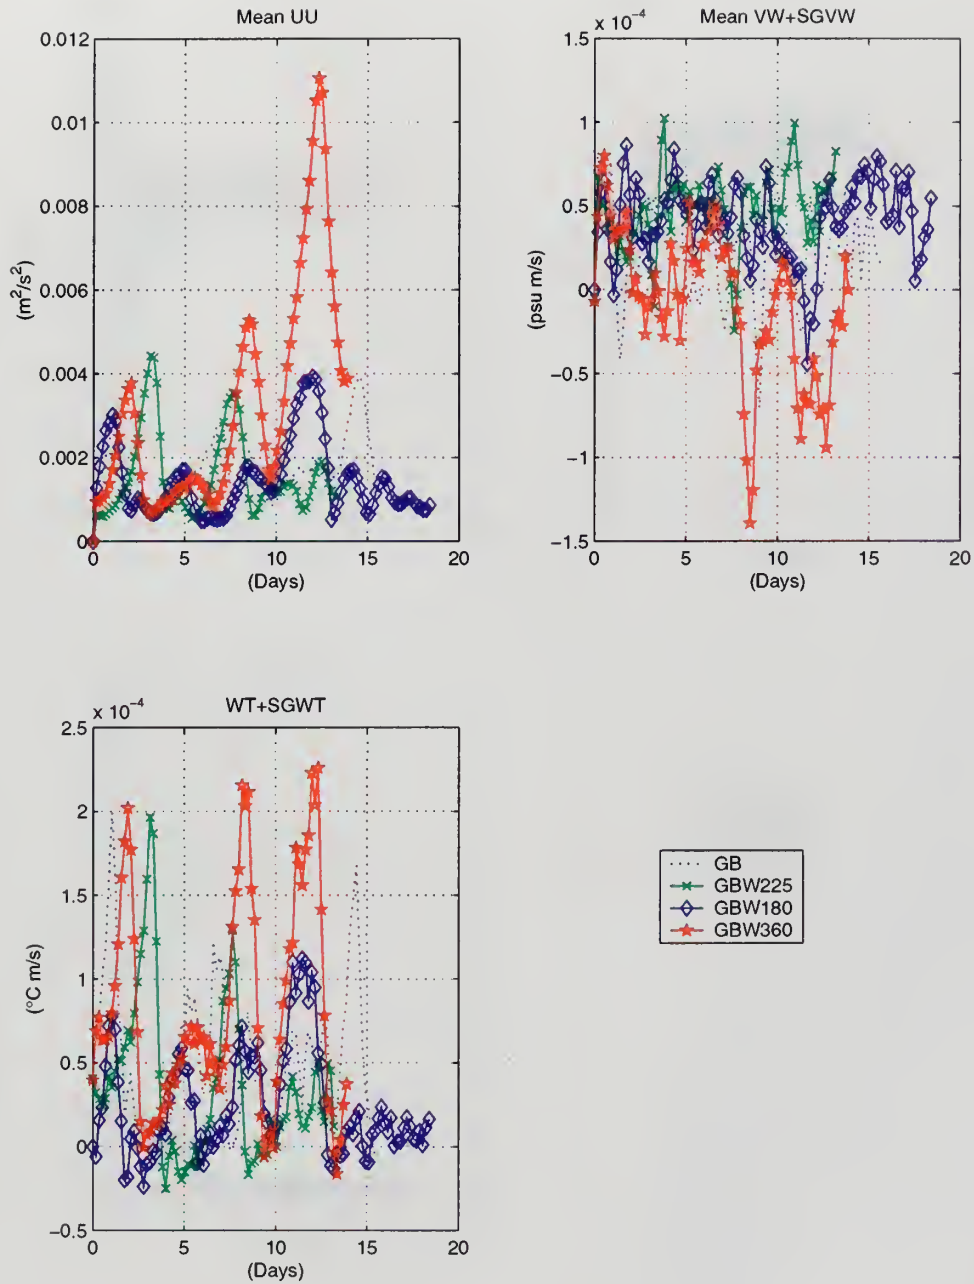 Mean UU
0.012
0.01
0.008
0.006
0.004
0.002
0
(m²/s²)
0 5 10 15 20
(Days)
x 10⁻⁴ Mean VW+SGVW
1.5
1
0.5
0
−0.5
−1
−1.5
(psu m/s)
0 5 10 15 20
(Days)
x 10⁻⁴ WT+SGWT
2.5
2
1.5
1
0.5
0
−0.5
(°C m/s)
0 5 10 15 20
(Days)
GB
GBW225
GBW180
GBW360